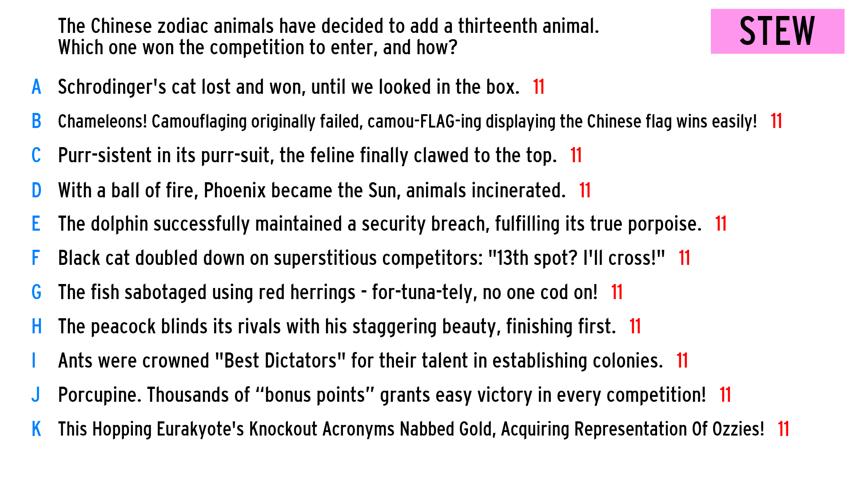 The Chinese zodiac animals have decided to add a thirteenth animal.
Which one won the competition to enter, and how?
STEW
A Schrodinger's cat lost and won, until we looked in the box. 11
B Chameleons! Camouflaging originally failed, camou-FLAG-ing displaying the Chinese flag wins easily! 11
C Purr-sistent in its purr-suit, the feline finally clawed to the top. 11
D With a ball of fire, Phoenix became the Sun, animals incinerated. 11
E The dolphin successfully maintained a security breach, fulfilling its true porpoise. 11
F Black cat doubled down on superstitious competitors: "13th spot? I'll cross!" 11
G The fish sabotaged using red herrings - for-tuna-tely, no one cod on! 11
H The peacock blinds its rivals with his staggering beauty, finishing first. 11
I Ants were crowned "Best Dictators" for their talent in establishing colonies. 11
J Porcupine. Thousands of “bonus points” grants easy victory in every competition! 11
K This Hopping Eurakyote's Knockout Acronyms Nabbed Gold, Acquiring Representation Of Ozzies! 11